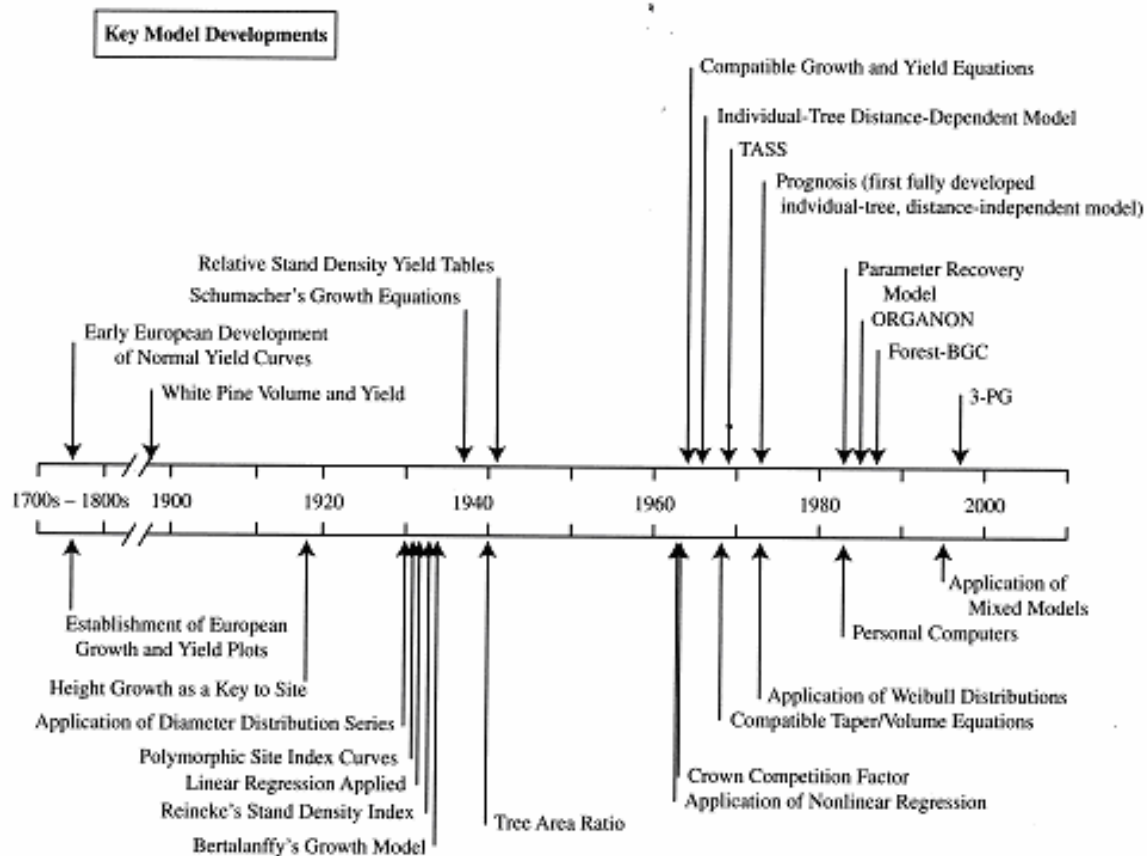 Key Model Developments
Compatible Growth and Yield Equations
Individual-Tree Distance-Dependent Model
TASS
Prognosis (first fully developed
indvidual-tree, distance-independent model)
Relative Stand Density Yield Tables
Schumacher's Growth Equations
Parameter Recovery
Model
ORGANON
Early European Development
of Normal Yield Curves
Forest-BGC
White Pine Volume and Yield
3-PG
1700s – 1800s 1900 1920 1940 1960 1980 2000
Establishment of European
Growth and Yield Plots
Application of
Mixed Models
Personal Computers
Height Growth as a Key to Site
Application of Weibull Distributions
Application of Diameter Distribution Series
Compatible Taper/Volume Equations
Polymorphic Site Index Curves
Linear Regression Applied
Crown Competition Factor
Application of Nonlinear Regression
Reineke's Stand Density Index
Tree Area Ratio
Bertalanffy's Growth Model